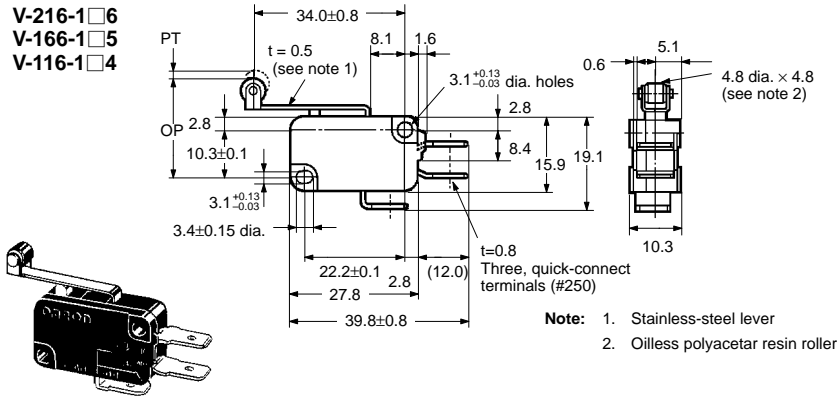 V-216-1□6
V-166-1□5
V-116-1□4
34.0±0.8
8.1
1.6
PT
t = 0.5
(see note 1)
3.1+0.13−0.03 dia. holes
OP
2.8
10.3±0.1
2.8
8.4
15.9
19.1
3.1+0.13−0.03
3.4±0.15 dia.
22.2±0.1
2.8
(12.0)
27.8
39.8±0.8
t=0.8
Three, quick-connect
terminals (#250)
0.6
5.1
4.8 dia. × 4.8
(see note 2)
10.3
omron
Note: 1. Stainless-steel lever
2. Oilless polyacetar resin roller